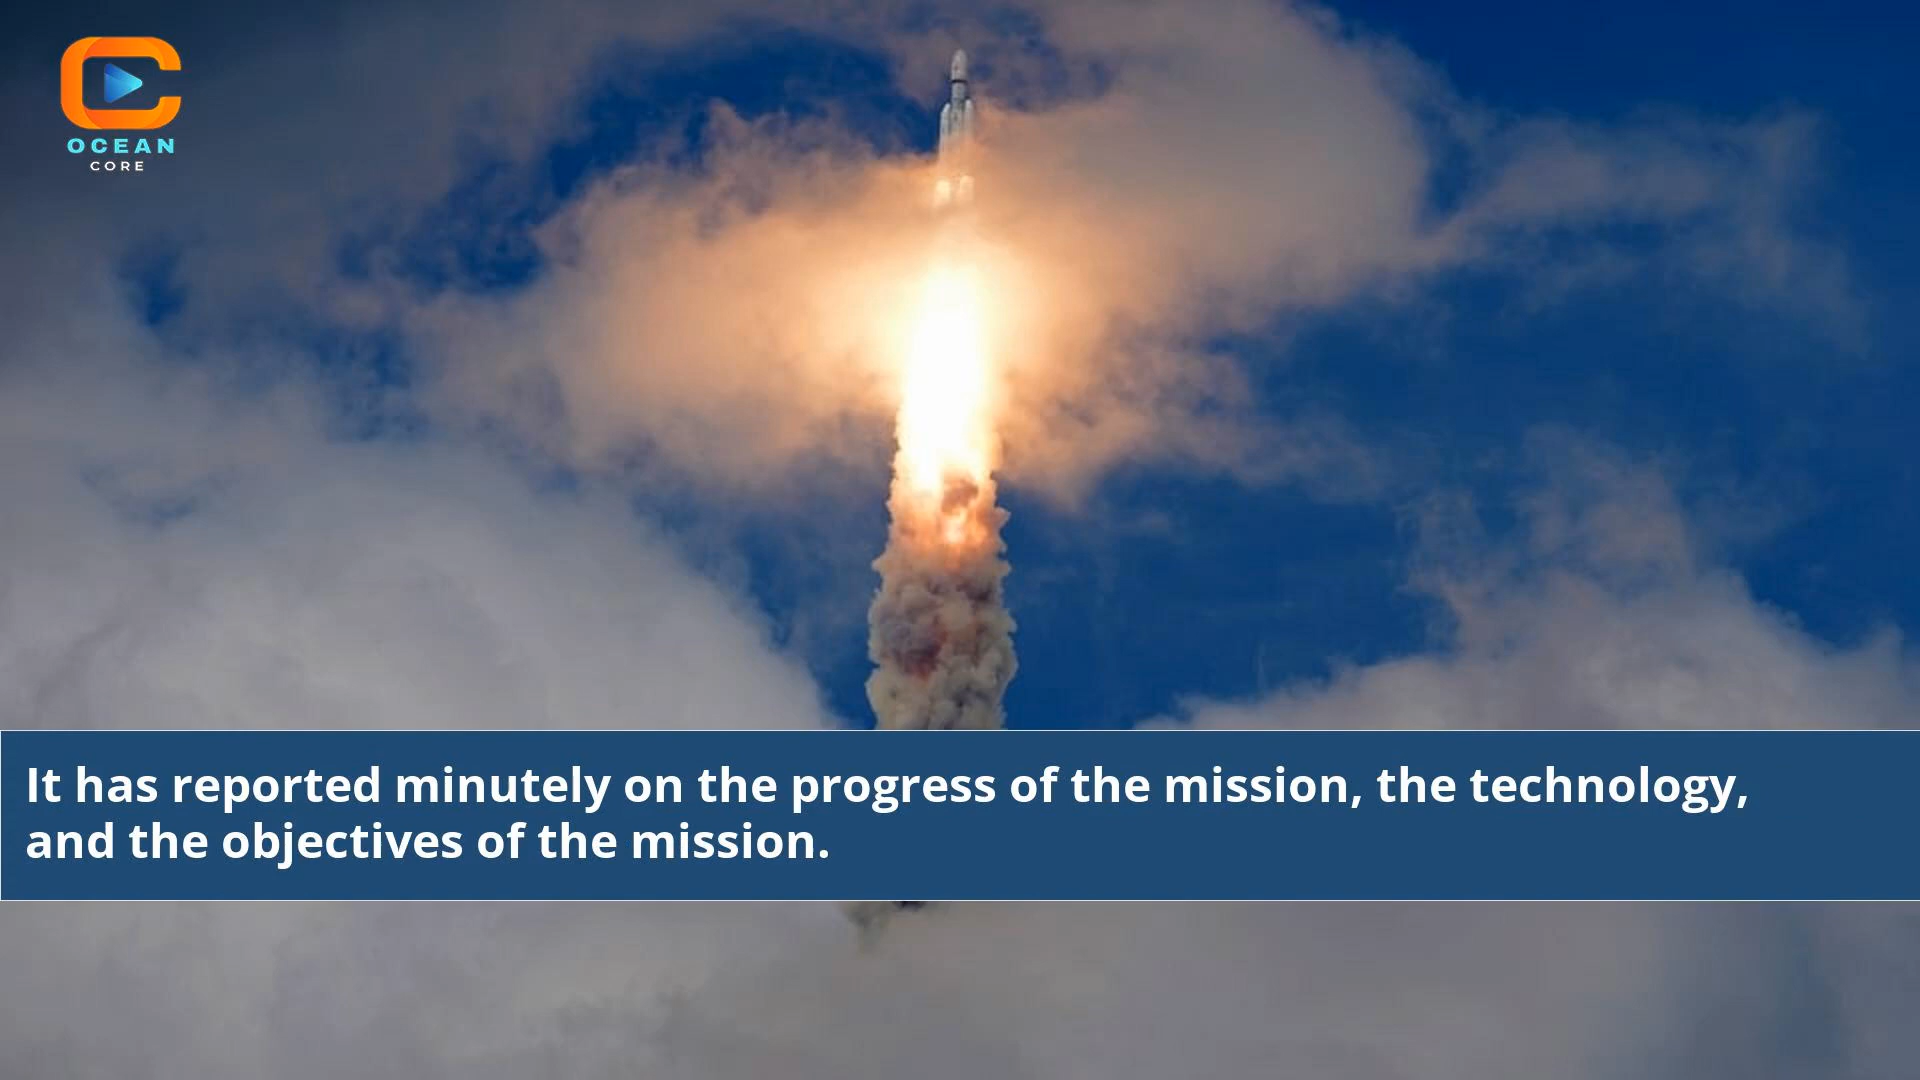 OCEAN
CORE
It has reported minutely on the progress of the mission, the technology,
and the objectives of the mission.